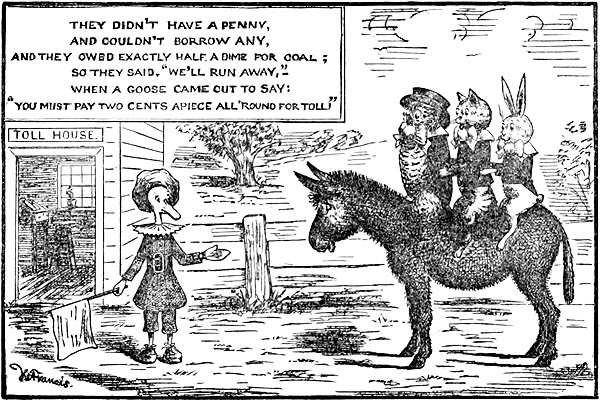 THEY DIDN'T HAVE A PENNY,
AND COULDN'T BORROW ANY,
AND THEY OWED EXACTLY HALF A DIME FOR COAL;
SO THEY SAID, "WE'LL RUN AWAY,"
WHEN A GOOSE CAME OUT TO SAY:
"YOU MUST PAY TWO CENTS APIECE ALL 'ROUND FOR TOLL."
TOLL HOUSE.
JGFrancis.